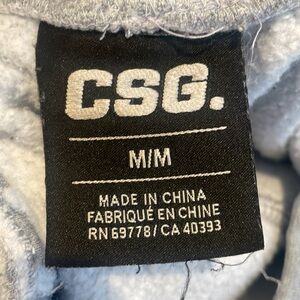 CSG.
M/M
MADE IN CHINA
FABRIQUÉ EN CHINE
RN 69778 / CA 40393